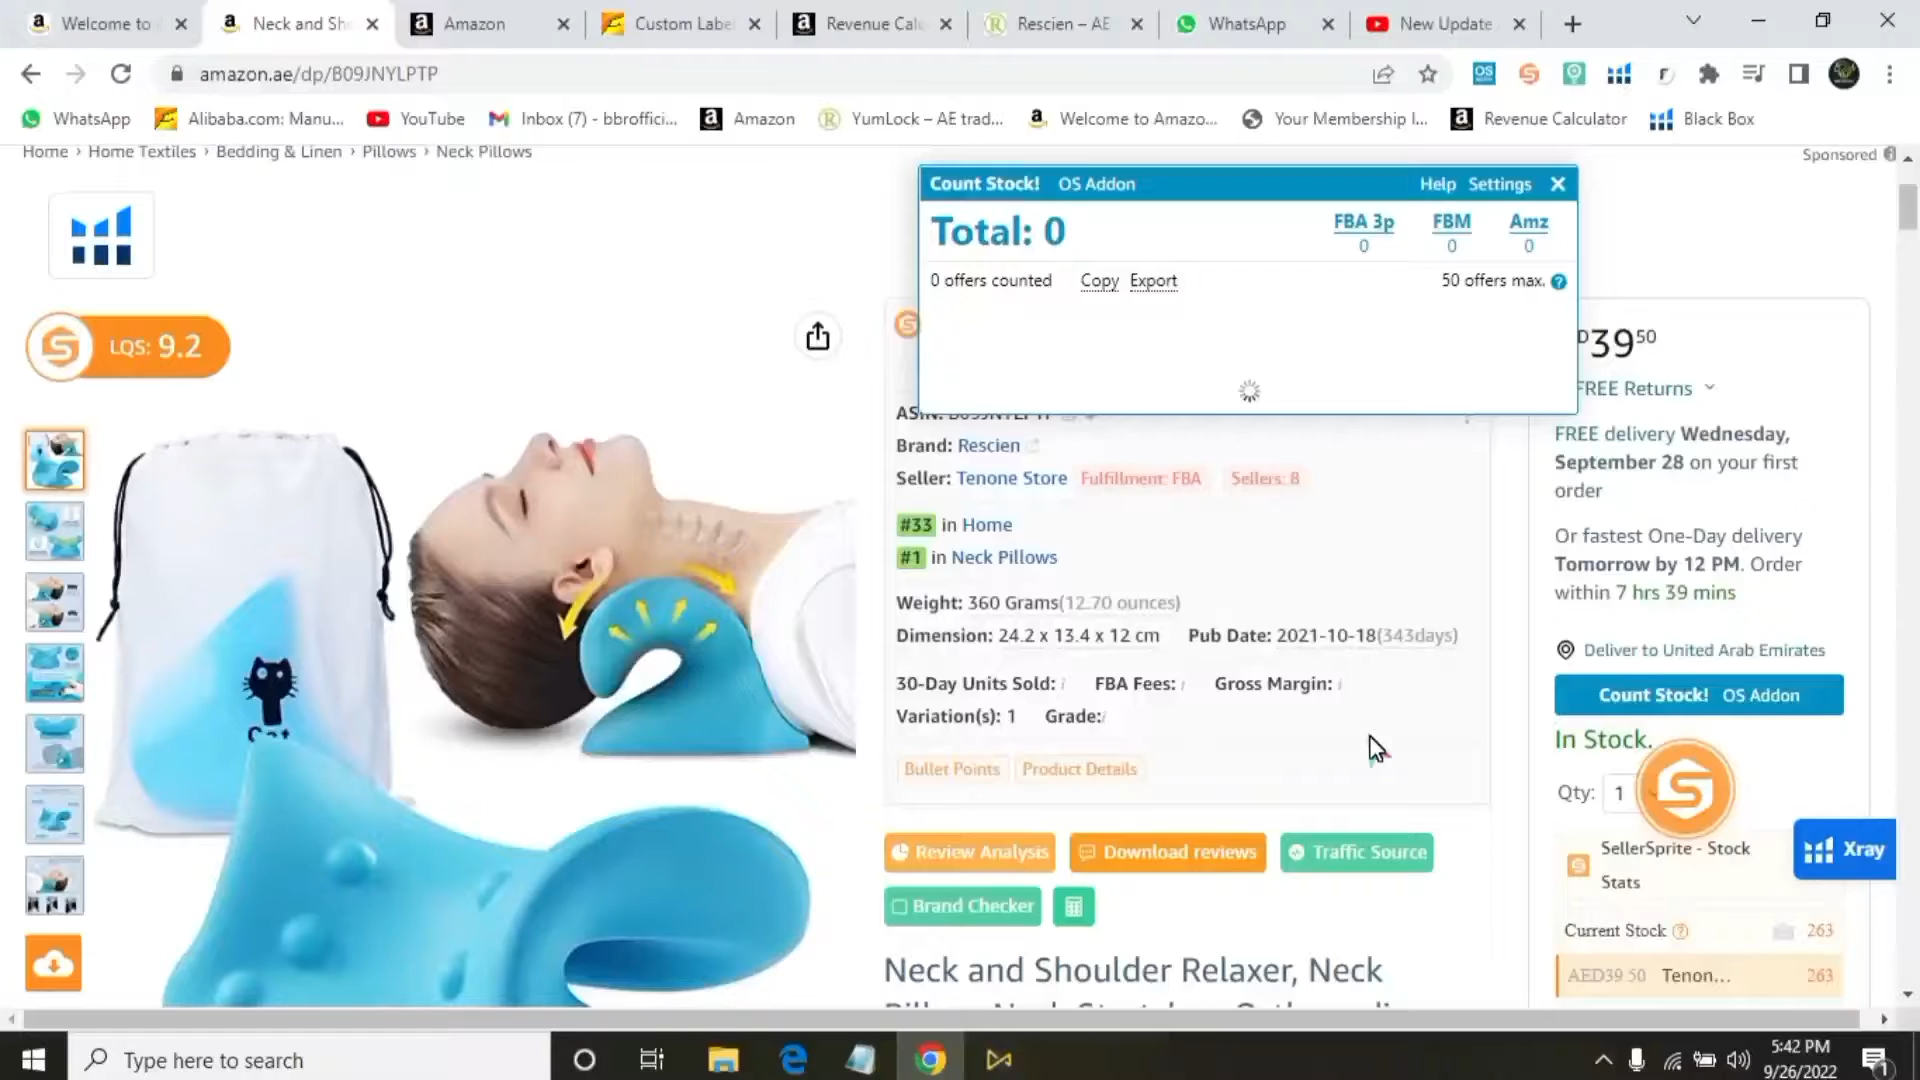 Welcome to
Neck and Sho
Amazon
Custom Labe
Revenue Calc
Rescien – AE
WhatsApp
New Update
amazon.ae/dp/B09JNYLPTP
WhatsApp
Alibaba.com: Manu...
YouTube
Inbox (7) - bbroffici...
Amazon
YumLock – AE trad...
Welcome to Amazo...
Your Membership I...
Revenue Calculator
Black Box
Home › Home Textiles › Bedding & Linen › Pillows › Neck Pillows
Sponsored
Count Stock! OS Addon Help Settings
Total: 0
FBA 3p FBM Amz
0 0 0
0 offers counted Copy Export 50 offers max.
LQS: 9.2
39 50
FREE Returns
ASIN: B09JNYLPTP
Brand: Rescien
Seller: Tenone Store Fulfillment: FBA Sellers: 8
#33 in Home
#1 in Neck Pillows
Weight: 360 Grams(12.70 ounces)
Dimension: 24.2 x 13.4 x 12 cm Pub Date: 2021-10-18(343days)
30-Day Units Sold: FBA Fees: Gross Margin:
Variation(s): 1 Grade:
Bullet Points Product Details
Review Analysis Download reviews Traffic Source
Brand Checker
Neck and Shoulder Relaxer, Neck
FREE delivery Wednesday,
September 28 on your first
order
Or fastest One-Day delivery
Tomorrow by 12 PM. Order
within 7 hrs 39 mins
Deliver to United Arab Emirates
Count Stock! OS Addon
In Stock.
Qty: 1
SellerSprite - Stock
Stats
Xray
Current Stock 263
AED39.50 Tenon... 263
Type here to search
5:42 PM
9/26/2022
1